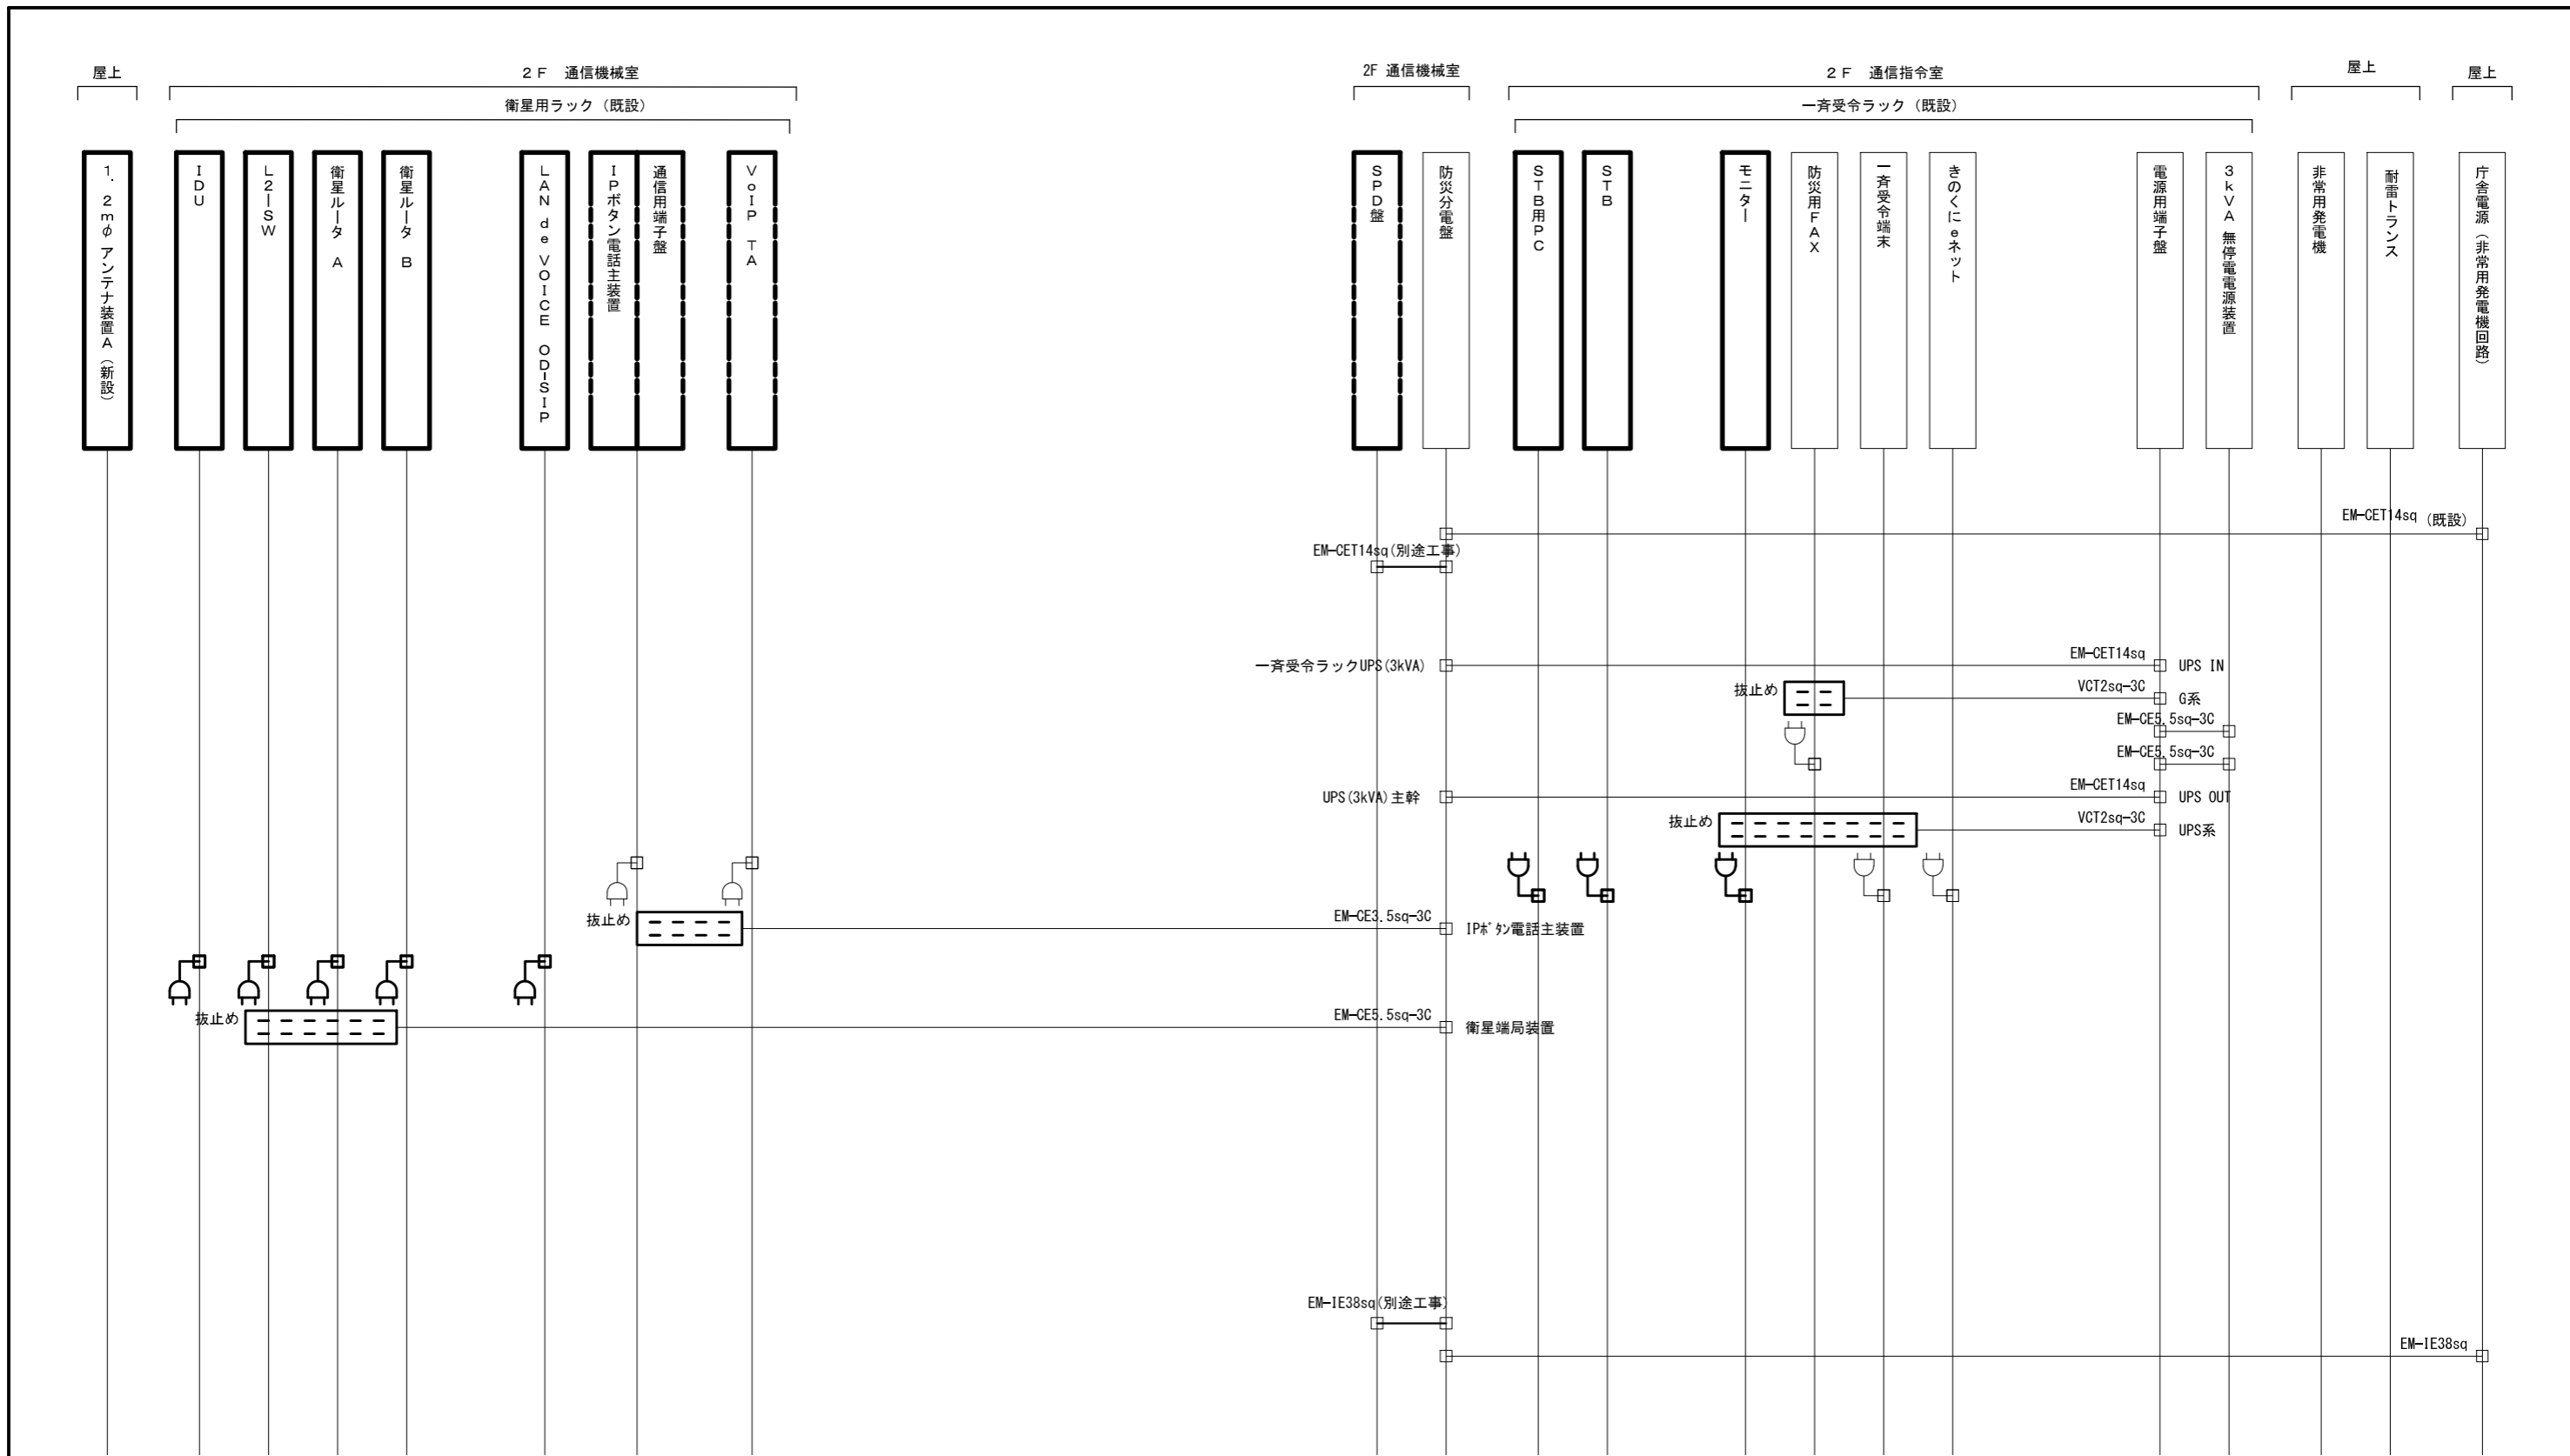 屋上
２Ｆ　通信機械室
2F 通信機械室
２Ｆ　通信指令室
屋上
屋上
衛星用ラック（既設）
一斉受令ラック（既設）
１．２ｍφ アンテナ装置Ａ（新設）
ＩＤＵ
Ｌ２－ＳＷ
衛星ルータ　Ａ
衛星ルータ　Ｂ
ＬＡＮ ｄｅ ＶＯＩＣＥ　ＯＤ－ＳＩＰ
ＩＰボタン電話主装置
通信用端子盤
ＶｏＩＰ　ＴＡ
ＳＰＤ盤
防災分電盤
ＳＴＢ用ＰＣ
ＳＴＢ
モニター
防災用ＦＡＸ
一斉受令端末
きのくにｅネット
電源用端子盤
３ｋＶＡ 無停電電源装置
非常用発電機
耐雷トランス
庁舎電源（非常用発電機回路）
EM-CET14sq (既設)
EM-CET14sq(別途工事)
一斉受令ラックUPS(3kVA)
EM-CET14sq
UPS IN
抜止め
VCT2sq-3C
G系
EM-CE5.5sq-3C
EM-CE5.5sq-3C
UPS(3kVA)主幹
EM-CET14sq
UPS OUT
抜止め
VCT2sq-3C
UPS系
抜止め
EM-CE3.5sq-3C
IPﾎﾞﾀﾝ電話主装置
抜止め
EM-CE5.5sq-3C
衛星端局装置
EM-IE38sq(別途工事)
EM-IE38sq